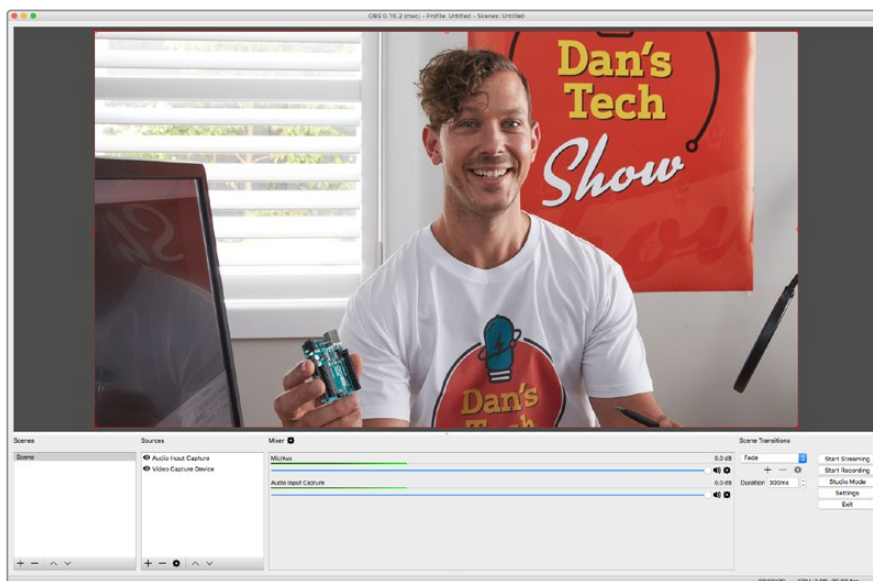 OBS 0.16.2 (mac) - Profile: Untitled - Scenes: Untitled
Dan's
Tech
Show
Dan's
Scenes
Sources
Mixer
Scene Transitions
Scene
Audio Input Capture
Video Capture Device
Mic/Aux
0.0 dB
Audio Input Capture
0.0 dB
Fade
Duration 300ms
Start Streaming
Start Recording
Studio Mode
Settings
Exit